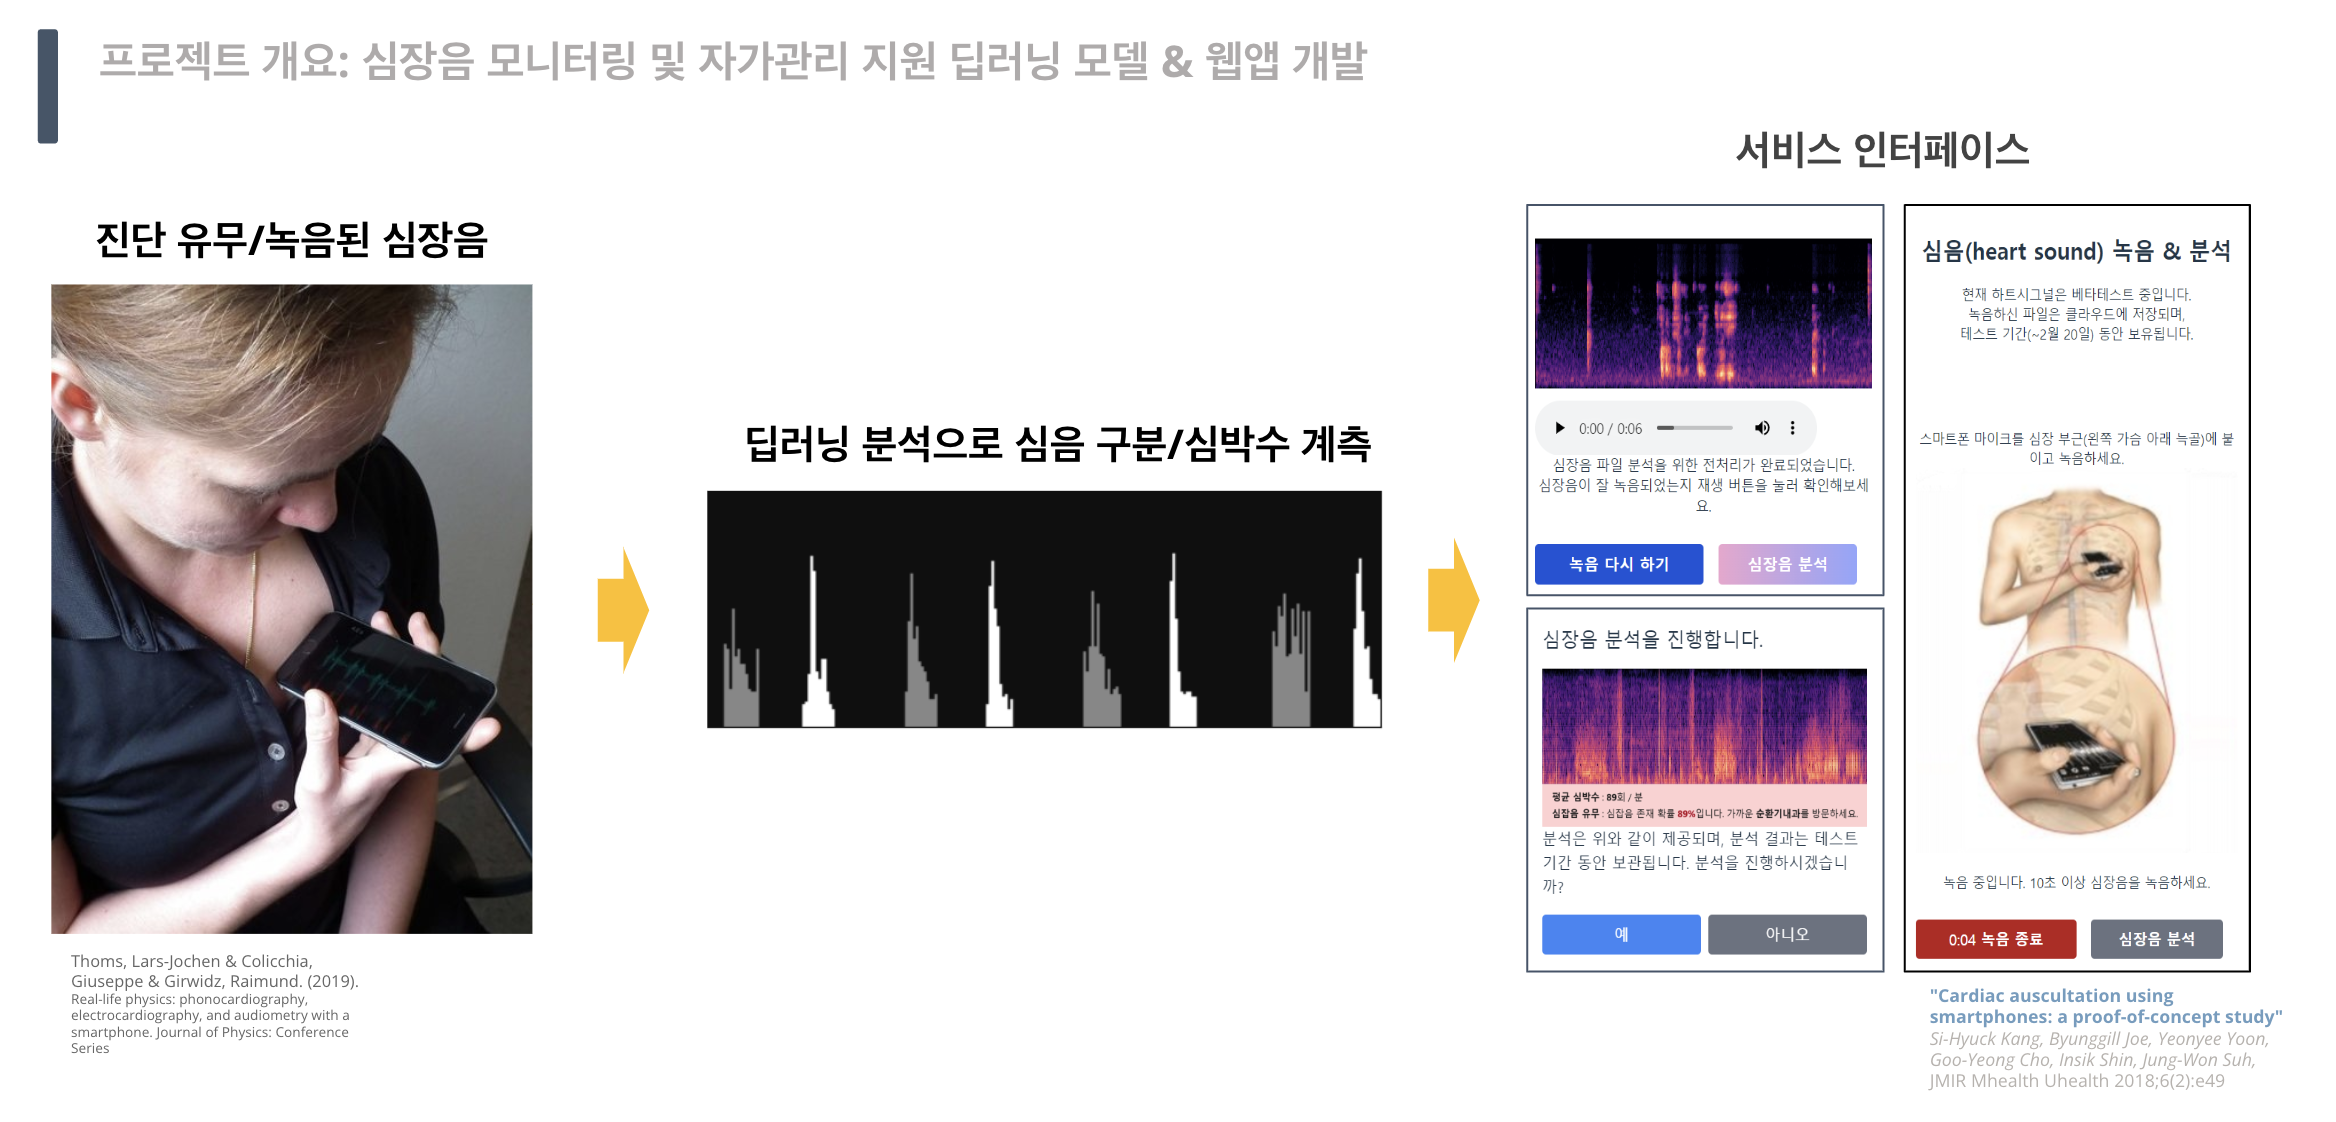 프로젝트 개요: 심장음 모니터링 및 자가관리 지원 딥러닝 모델 & 웹앱 개발
진단 유무/녹음된 심장음
Thoms, Lars-Jochen & Colicchia,
Giuseppe & Girwidz, Raimund. (2019).
Real-life physics: phonocardiography,
electrocardiography, and audiometry with a
smartphone. Journal of Physics: Conference
Series
딥러닝 분석으로 심음 구분/심박수 계측
서비스 인터페이스
0:00 / 0:06
심장음 파일 분석을 위한 전처리가 완료되었습니다.
심장음이 잘 녹음되었는지 재생 버튼을 눌러 확인해보세
요.
녹음 다시 하기
심장음 분석
심장음 분석을 진행합니다.
평균 심박수 : 89회 / 분
심잡음 유무 : 심잡음 존재 확률 89%입니다. 가까운 순환기내과를 방문하세요.
분석은 위와 같이 제공되며, 분석 결과는 테스트
기간 동안 보관됩니다. 분석을 진행하시겠습니
까?
예
아니오
심음(heart sound) 녹음 & 분석
현재 하트시그널은 베타테스트 중입니다.
녹음하신 파일은 클라우드에 저장되며,
테스트 기간(~2월 20일) 동안 보유됩니다.
스마트폰 마이크를 심장 부근(왼쪽 가슴 아래 늑골)에 붙
이고 녹음하세요.
녹음 중입니다. 10초 이상 심장음을 녹음하세요.
0:04 녹음 종료
심장음 분석
"Cardiac auscultation using
smartphones: a proof-of-concept study"
Si-Hyuck Kang, Byunggill Joe, Yeonyee Yoon,
Goo-Yeong Cho, Insik Shin, Jung-Won Suh,
JMIR Mhealth Uhealth 2018;6(2):e49